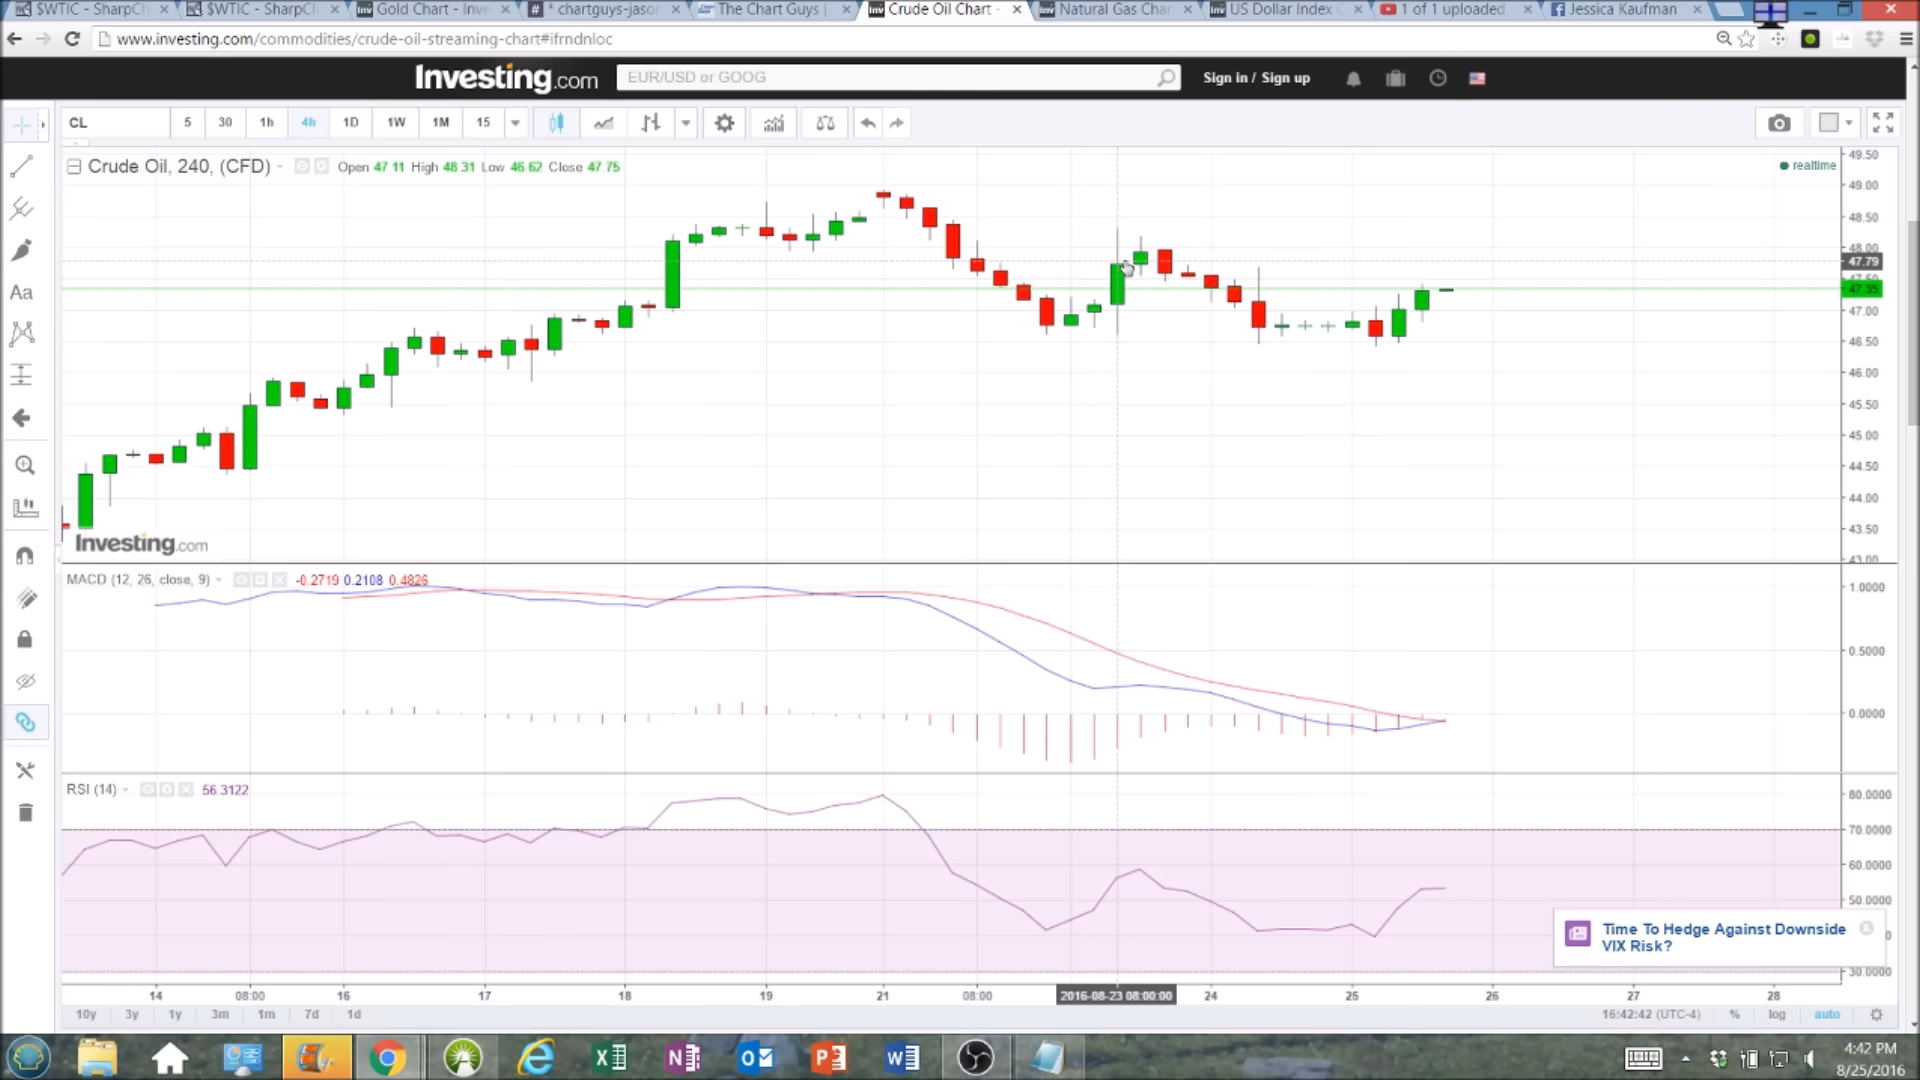 $WTIC - SharpCh
$WTIC - SharpCh
Gold Chart - Inve
* chartguys-jason
The Chart Guys |
Crude Oil Chart -
Natural Gas Char
US Dollar Index C
1 of 1 uploaded
Jessica Kaufman
www.investing.com/commodities/crude-oil-streaming-chart#ifrndnloc
Investing.com
EUR/USD or GOOG
Sign in / Sign up
CL
5
30
1h
4h
1D
1W
1M
15
Crude Oil, 240, (CFD)
Open 47.11 High 48.31 Low 46.62 Close 47.75
realtime
49.50
49.00
48.50
48.00
47.79
47.50
47.35
47.00
46.50
46.00
45.50
45.00
44.50
44.00
43.50
43.00
Aa
Investing.com
MACD (12, 26, close, 9)
-0.2719 0.2108 0.4826
1.0000
0.5000
0.0000
RSI (14)
56.3122
80.0000
70.0000
60.0000
50.0000
30.0000
Time To Hedge Against Downside
VIX Risk?
14
08:00
16
17
18
19
21
08:00
2016-08-23 08:00:00
24
25
26
27
28
10y
3y
1y
3m
1m
7d
1d
16:42:42 (UTC-4)
%
log
auto
4:42 PM
8/25/2016